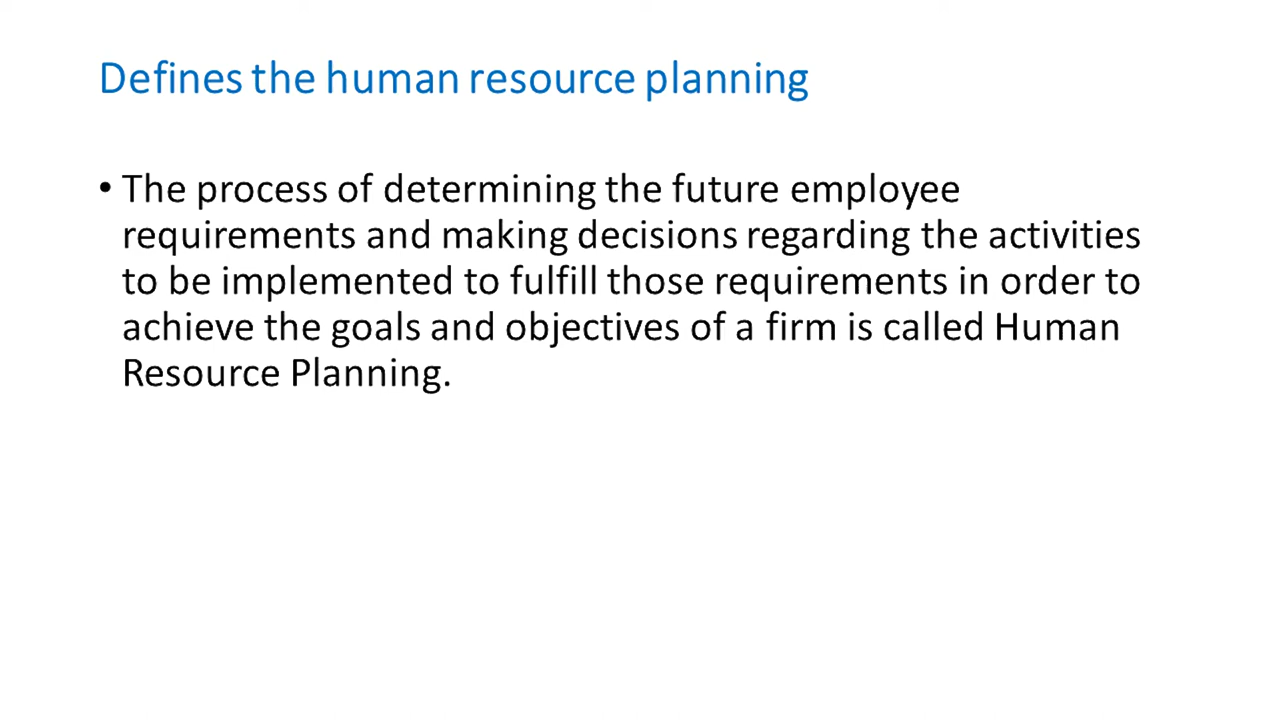 Defines the human resource planning
• The process of determining the future employee
requirements and making decisions regarding the activities
to be implemented to fulfill those requirements in order to
achieve the goals and objectives of a firm is called Human
Resource Planning.